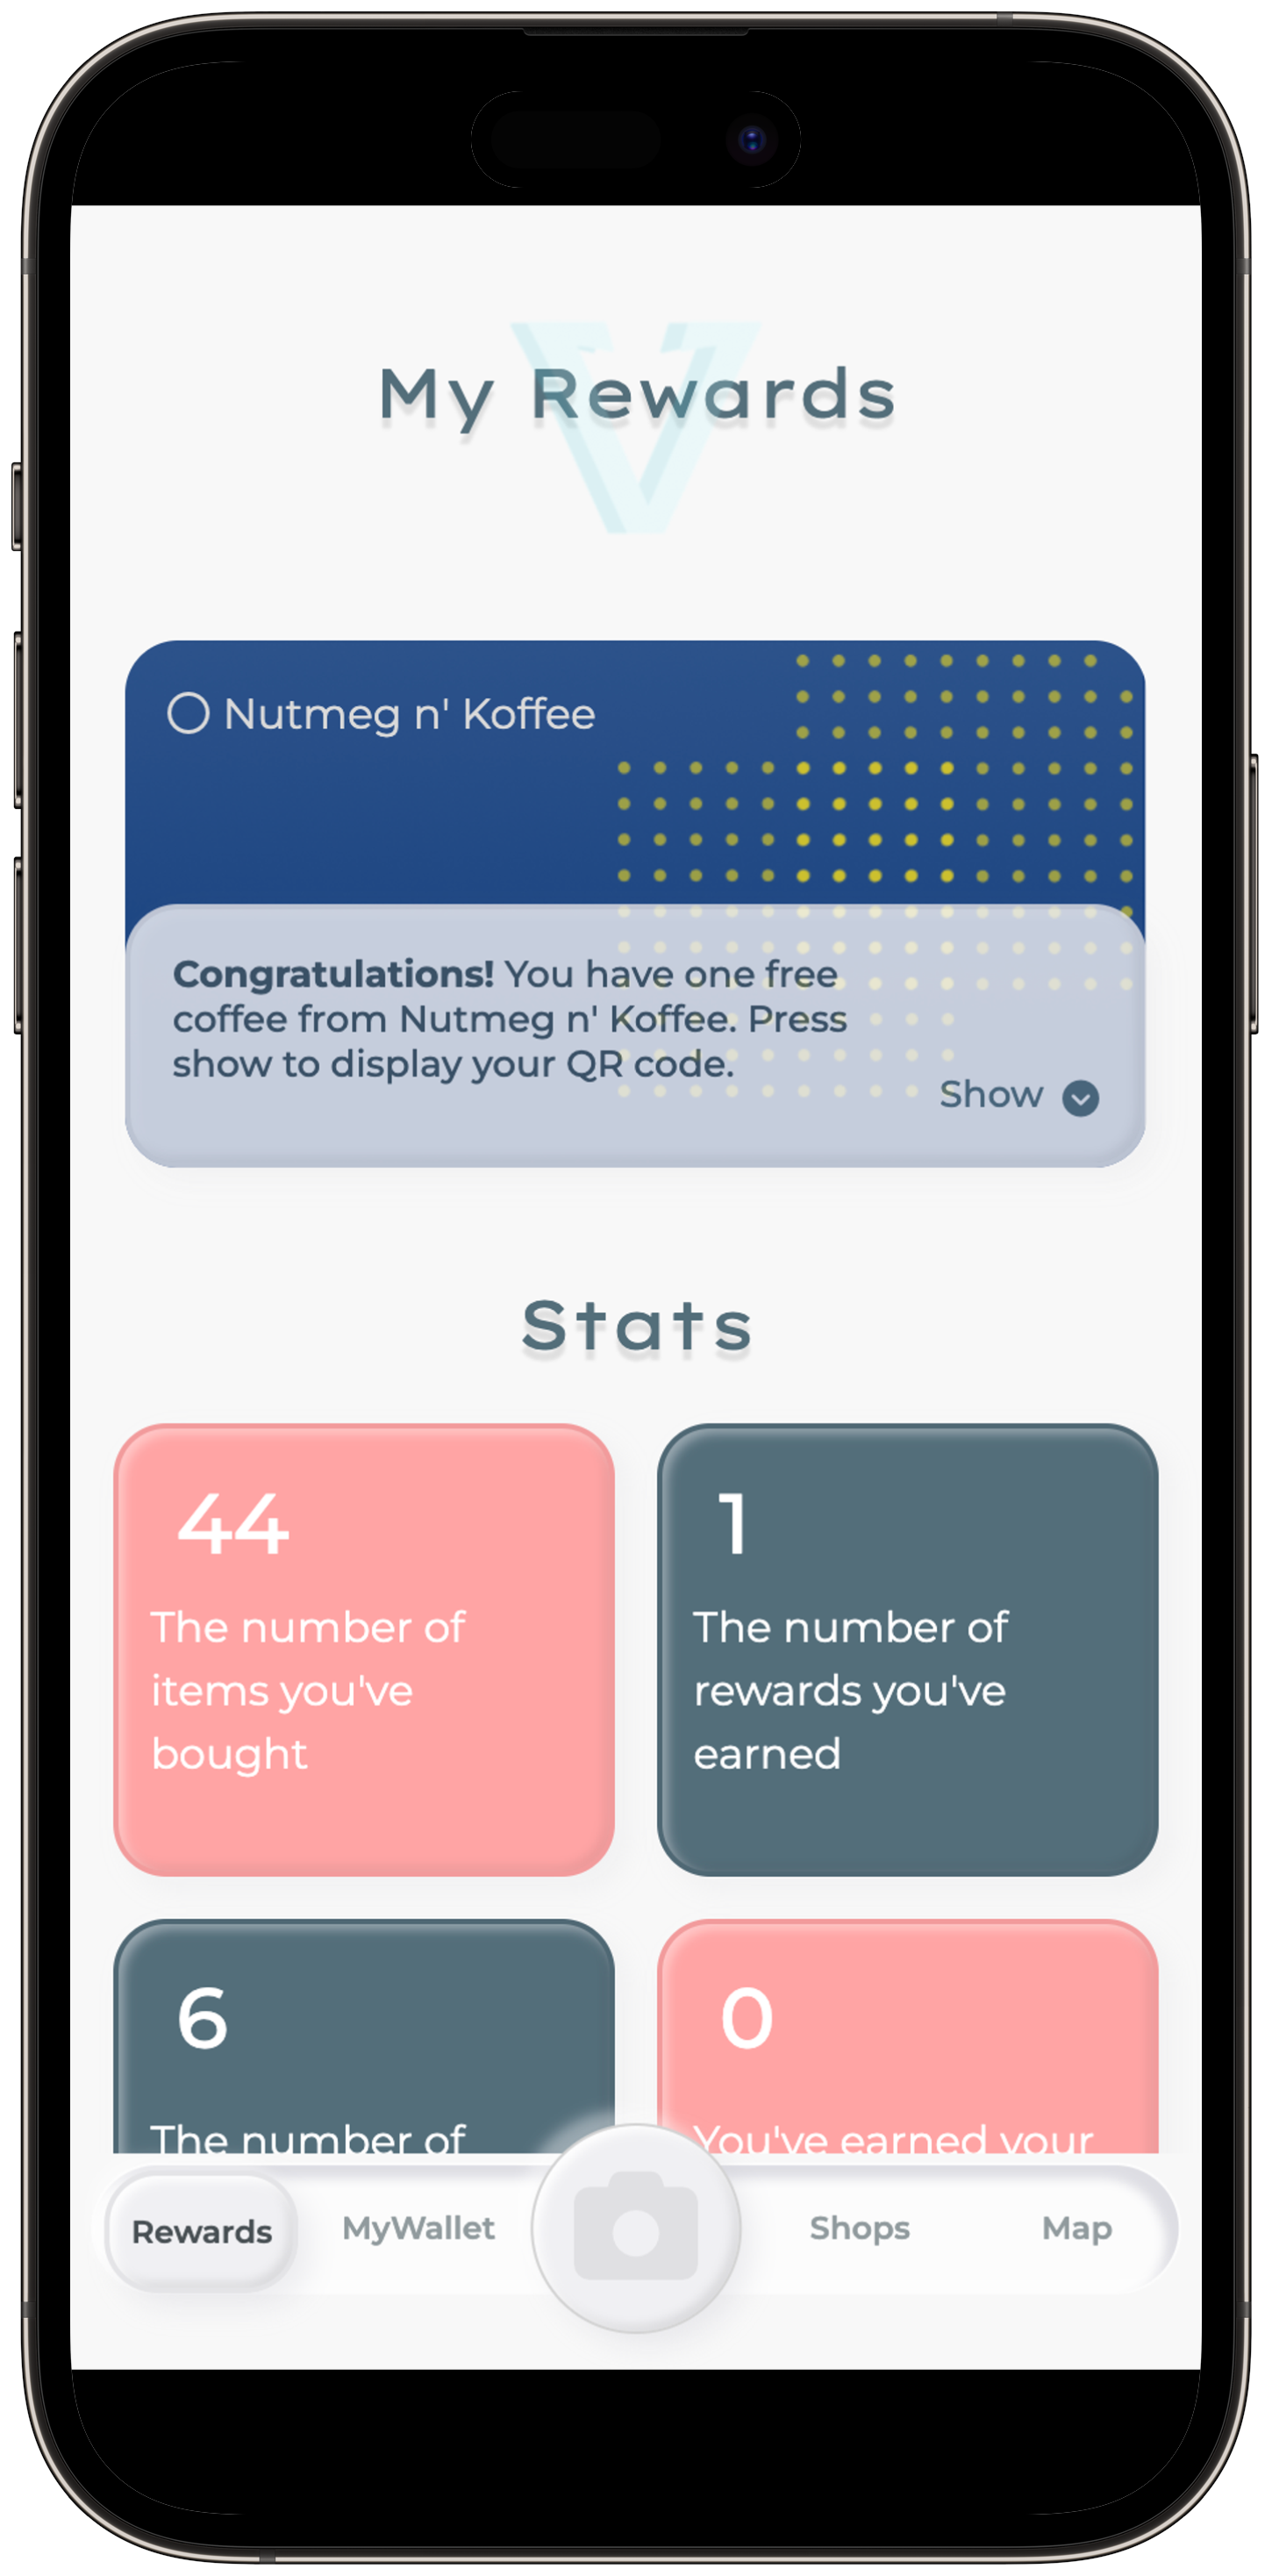 My Rewards
V
Nutmeg n' Koffee
Congratulations! You have one free
coffee from Nutmeg n' Koffee. Press
show to display your QR code.
Show
Stats
44
1
The number of
items you've
bought
The number of
rewards you've
earned
6
0
The number of
You've earned your
Rewards
MyWallet
Shops
Map